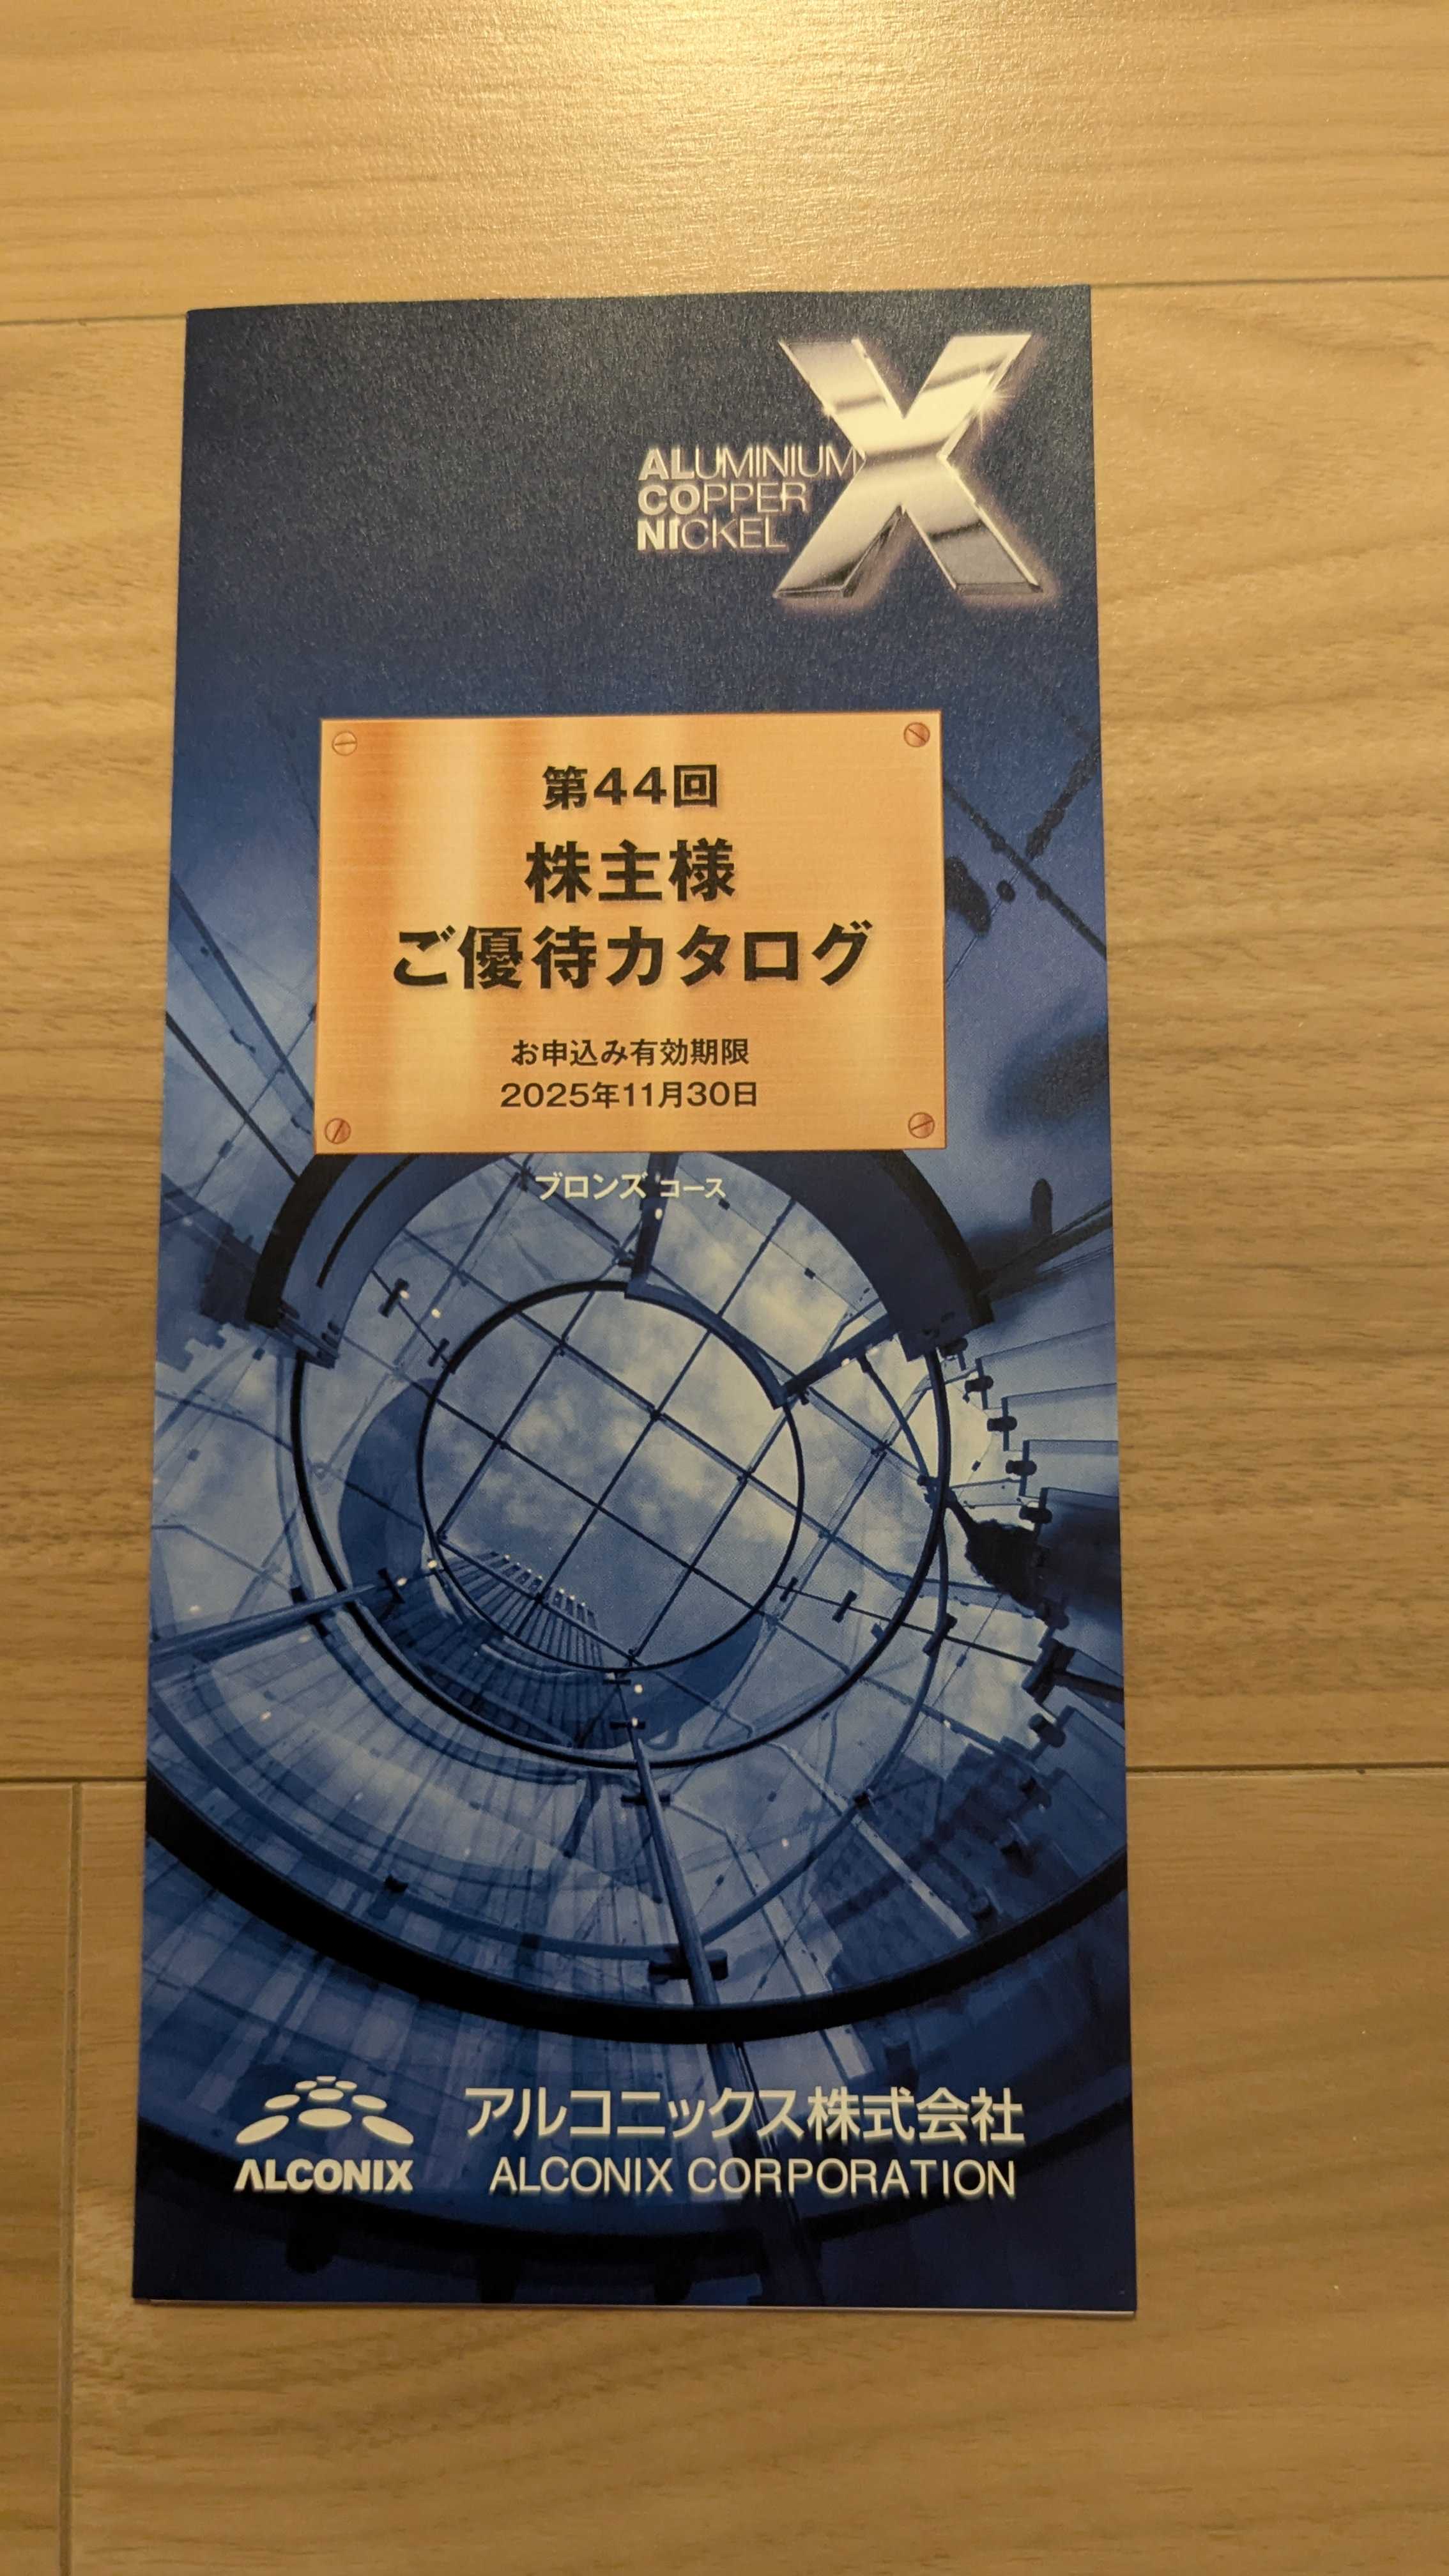 ALUMINIUM
COPPER
NICKEL
X
第44回
株主様
ご優待カタログ
お申込み有効期限
2025年11月30日
ブロンズ コース
アルコニックス株式会社
ALCONIX
ALCONIX CORPORATION